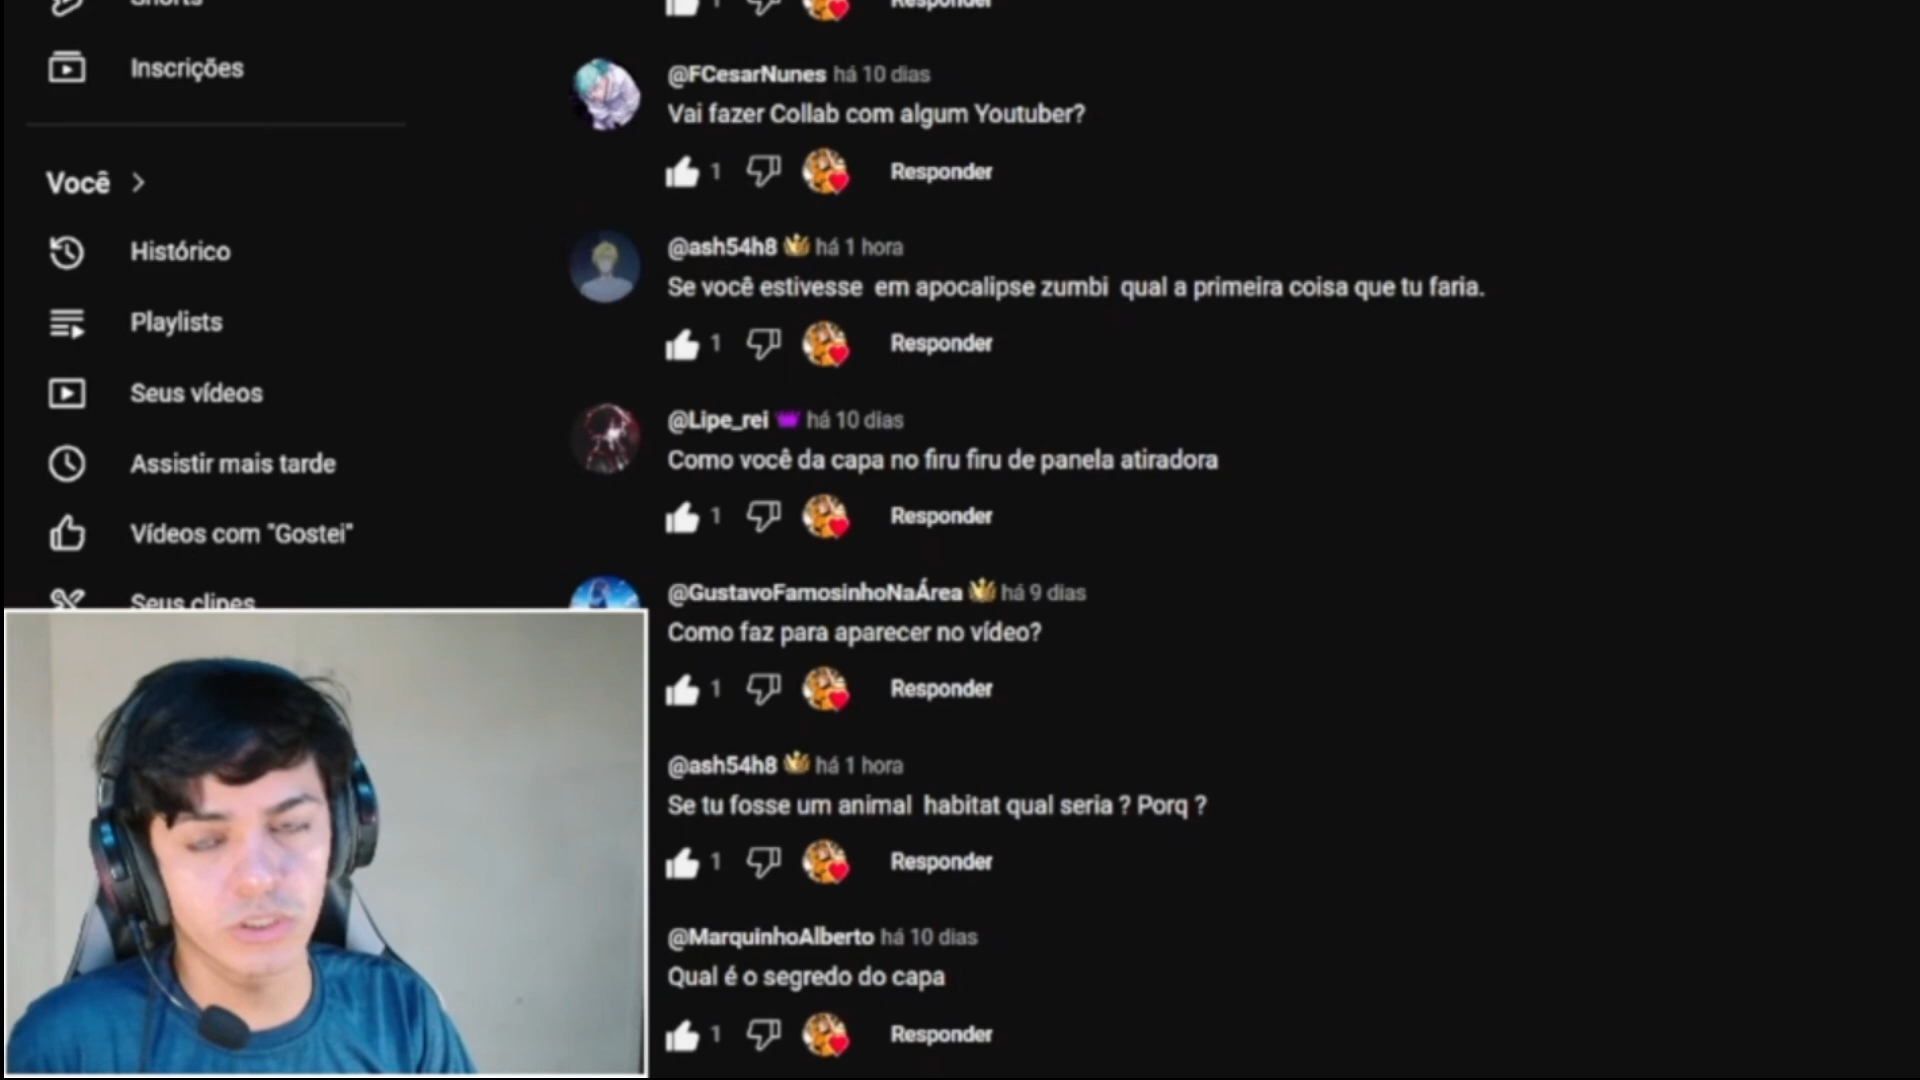 Shorts
Inscrições
Você
Histórico
Playlists
Seus vídeos
Assistir mais tarde
Vídeos com "Gostei"
Seus clipes
1 Responder
@FCesarNunes há 10 dias
Vai fazer Collab com algum Youtuber?
1 Responder
@ash54h8 há 1 hora
Se você estivesse em apocalipse zumbi qual a primeira coisa que tu faria.
1 Responder
@Lipe_rei há 10 dias
Como você da capa no firu firu de panela atiradora
1 Responder
@GustavoFamosinhoNaÁrea há 9 dias
Como faz para aparecer no vídeo?
1 Responder
@ash54h8 há 1 hora
Se tu fosse um animal habitat qual seria ? Porq ?
1 Responder
@MarquinhoAlberto há 10 dias
Qual é o segredo do capa
1 Responder